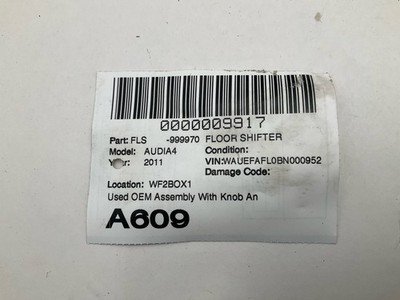 0000009917
Part: FLS -999970 FLOOR SHIFTER
Model: AUDIA4 Condition:
Year: 2011 VIN:WAUEFAFL0BN000952
Damage Code:
Location: WF2BOX1
Used OEM Assembly With Knob An
A609